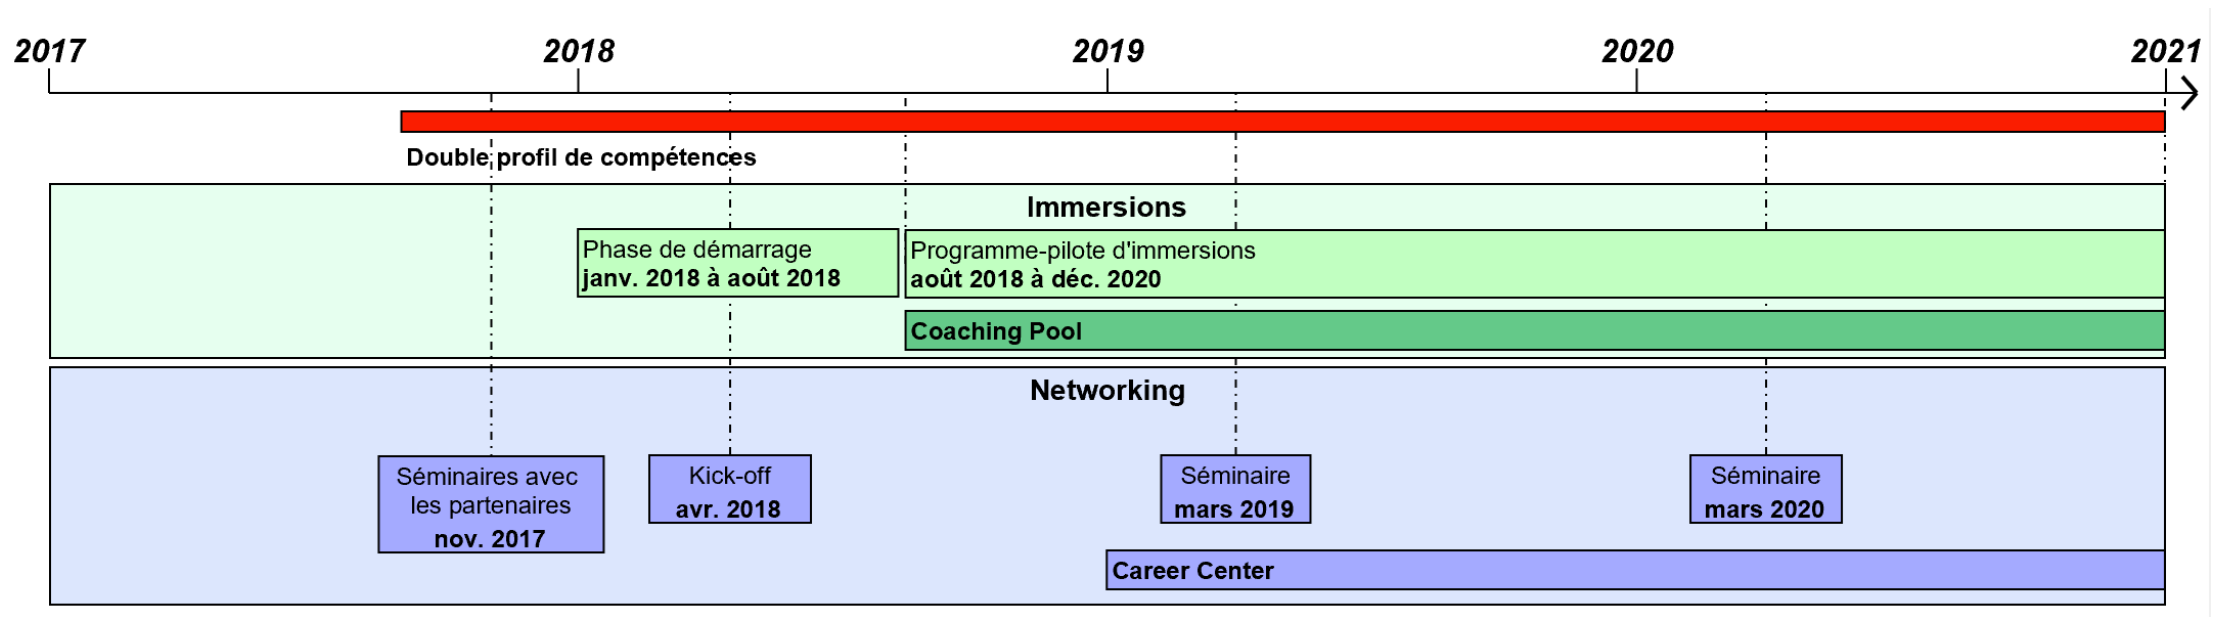 2017 2018 2019 2020 2021
Double profil de compétences
Immersions
Phase de démarrage
janv. 2018 à août 2018
Programme-pilote d'immersions
août 2018 à déc. 2020
Coaching Pool
Networking
Séminaires avec
les partenaires
nov. 2017
Kick-off
avr. 2018
Séminaire
mars 2019
Séminaire
mars 2020
Career Center